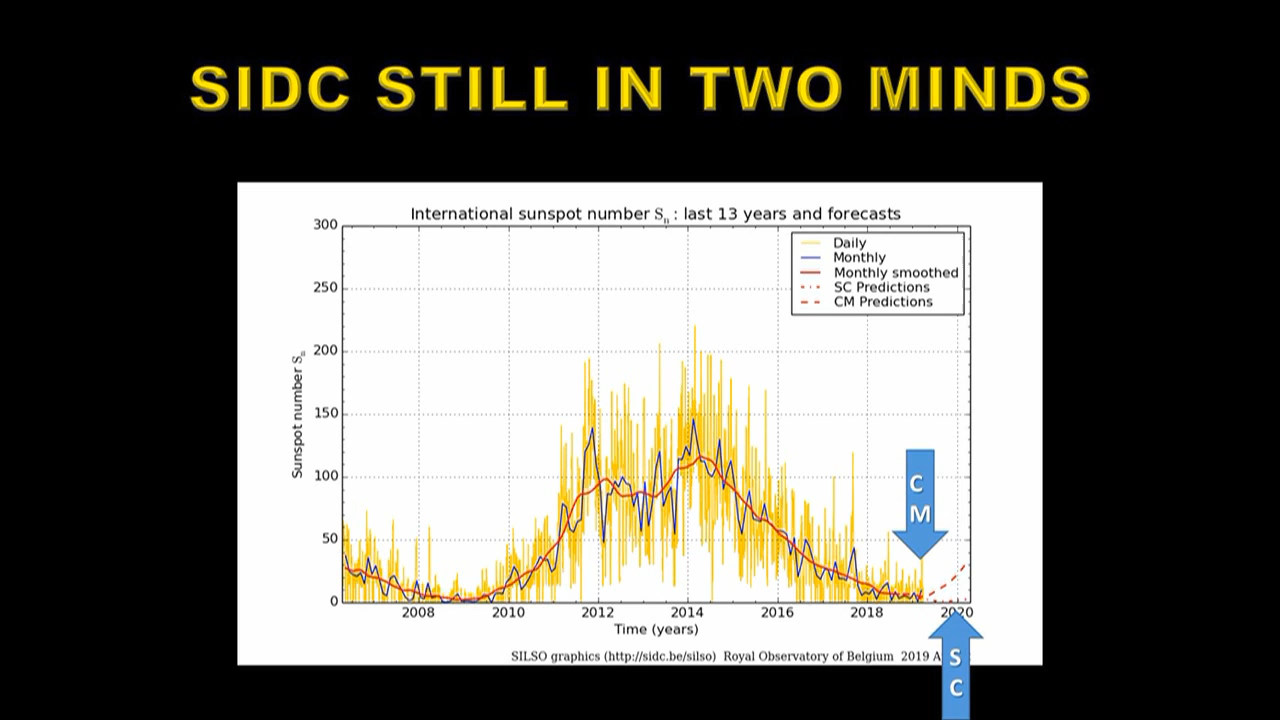 SIDC STILL IN TWO MINDS
International sunspot number Sn : last 13 years and forecasts
300
250
200
150
100
50
0
Sunspot number Sn
Daily
Monthly
Monthly smoothed
SC Predictions
CM Predictions
C
M
2008 2010 2012 2014 2016 2018 2020
Time (years)
SILSO graphics (http://sidc.be/silso) Royal Observatory of Belgium 2019 A
S
C